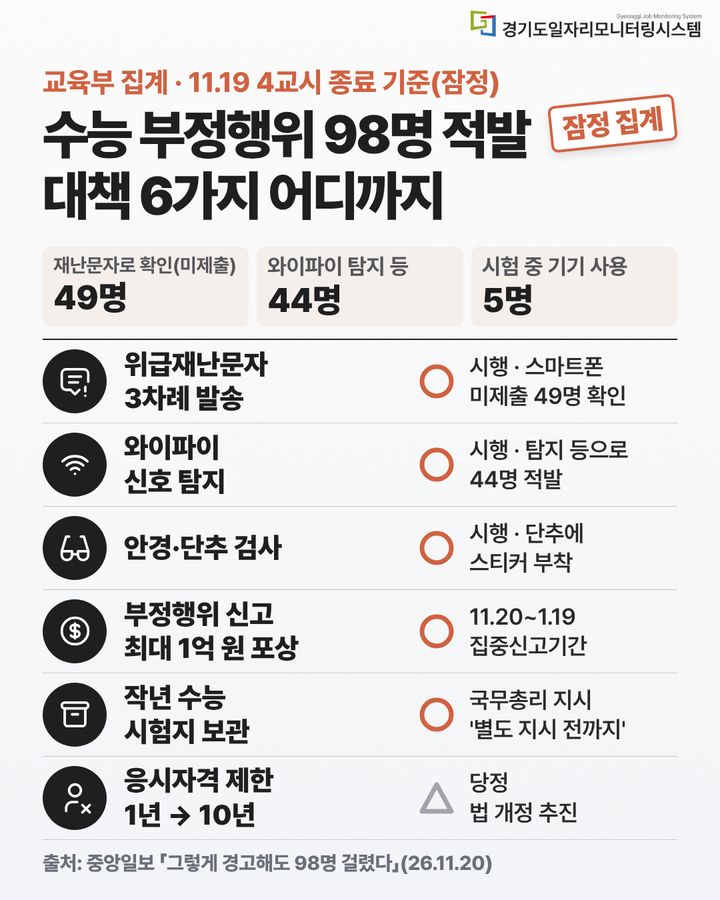 Gyeonggi Job Monitoring System
경기도일자리모니터링시스템
교육부 집계 · 11.19 4교시 종료 기준(잠정)
수능 부정행위 98명 적발
잠정 집계
대책 6가지 어디까지
재난문자로 확인(미제출)
49명
와이파이 탐지 등
44명
시험 중 기기 사용
5명
위급재난문자
3차례 발송
시행 · 스마트폰
미제출 49명 확인
와이파이
신호 탐지
시행 · 탐지 등으로
44명 적발
안경·단추 검사
시행 · 단추에
스티커 부착
부정행위 신고
최대 1억 원 포상
11.20~1.19
집중신고기간
작년 수능
시험지 보관
국무총리 지시
'별도 지시 전까지'
응시자격 제한
1년 → 10년
당정
법 개정 추진
출처: 중앙일보 「그렇게 경고해도 98명 걸렸다」(26.11.20)